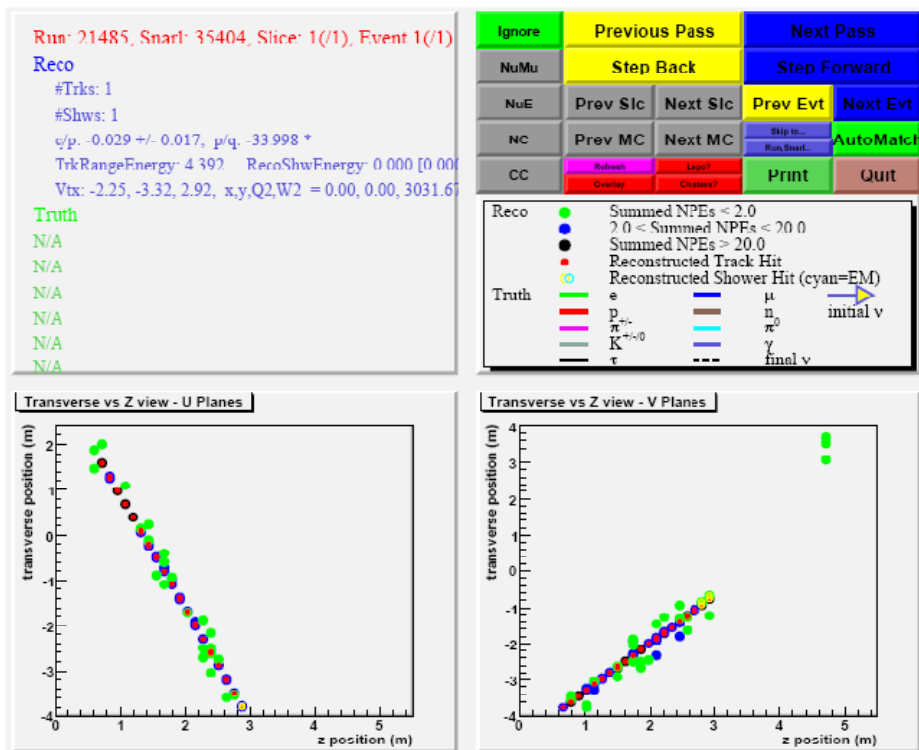 Run: 21485, Snarl: 35404, Slice: 1(/1), Event 1(/1)
Reco
#Trks: 1
#Shws: 1
q/p: -0.029 +/- 0.017, p/q: -33.998 *
TrkRangeEnergy: 4.392 RecoShwEnergy: 0.000 [0.000
Vtx: -2.25, -3.32, 2.92, x,y,Q2,W2 = 0.00, 0.00, 3031.67
Truth
N/A
N/A
N/A
N/A
N/A
N/A
Ignore Previous Pass Next Pass
NuMu Step Back Step Forward
NuE Prev Slc Next Slc Prev Evt Next Evt
NC Prev MC Next MC Skip to... Run,Snarl... AutoMatch
CC Refresh Overlay Logo? Clusters? Print Quit
Reco Summed NPEs < 2.0
2.0 < Summed NPEs < 20.0
Summed NPEs > 20.0
Reconstructed Track Hit
Reconstructed Shower Hit (cyan=EM)
Truth e μ initial ν
p n
π+/- π0
K+/-/0 γ
τ final ν
Transverse vs Z view - U Planes
transverse position (m)
2
1
0
-1
-2
-3
-4
0 1 2 3 4 5
z position (m)
Transverse vs Z view - V Planes
transverse position (m)
4
3
2
1
0
-1
-2
-3
-4
0 1 2 3 4 5
z position (m)